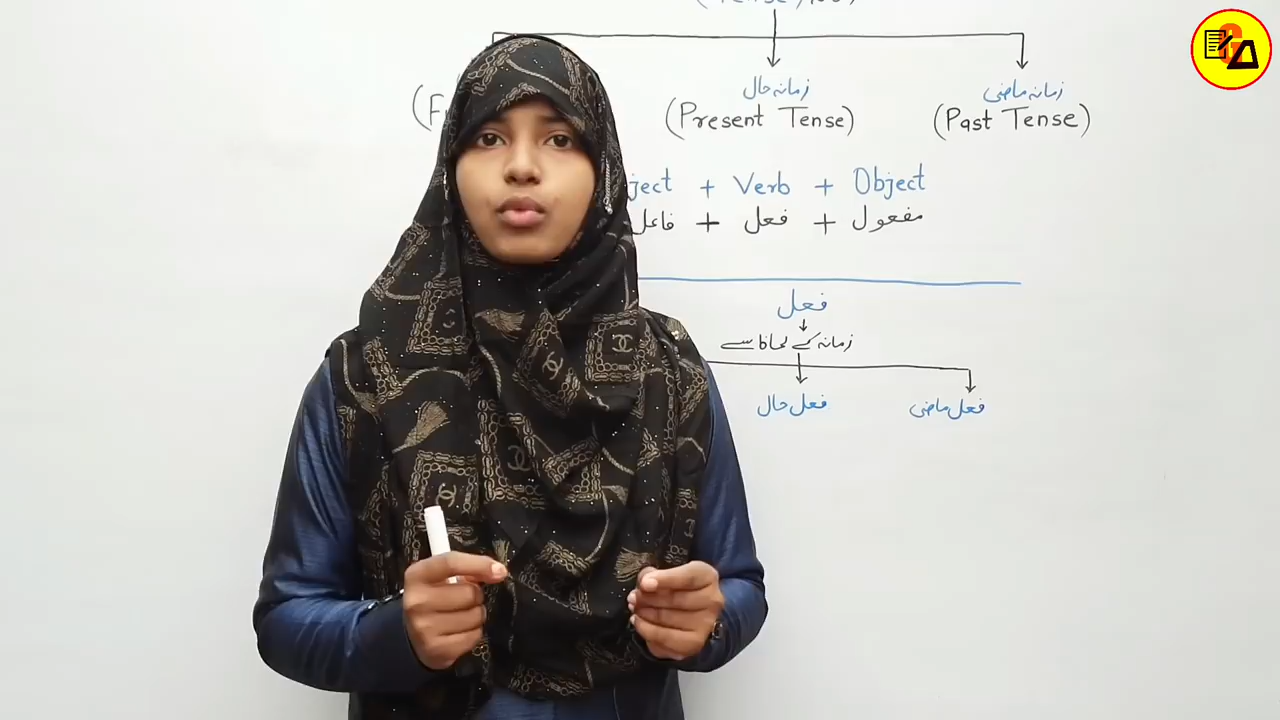 زمانہ حال
زمانہ ماضی
(Present Tense)
(Past Tense)
+ Verb + Object
فاعل + فعل + مفعول
فعل
زمانہ کے لحاظ سے
فعل حال
فعل ماضی